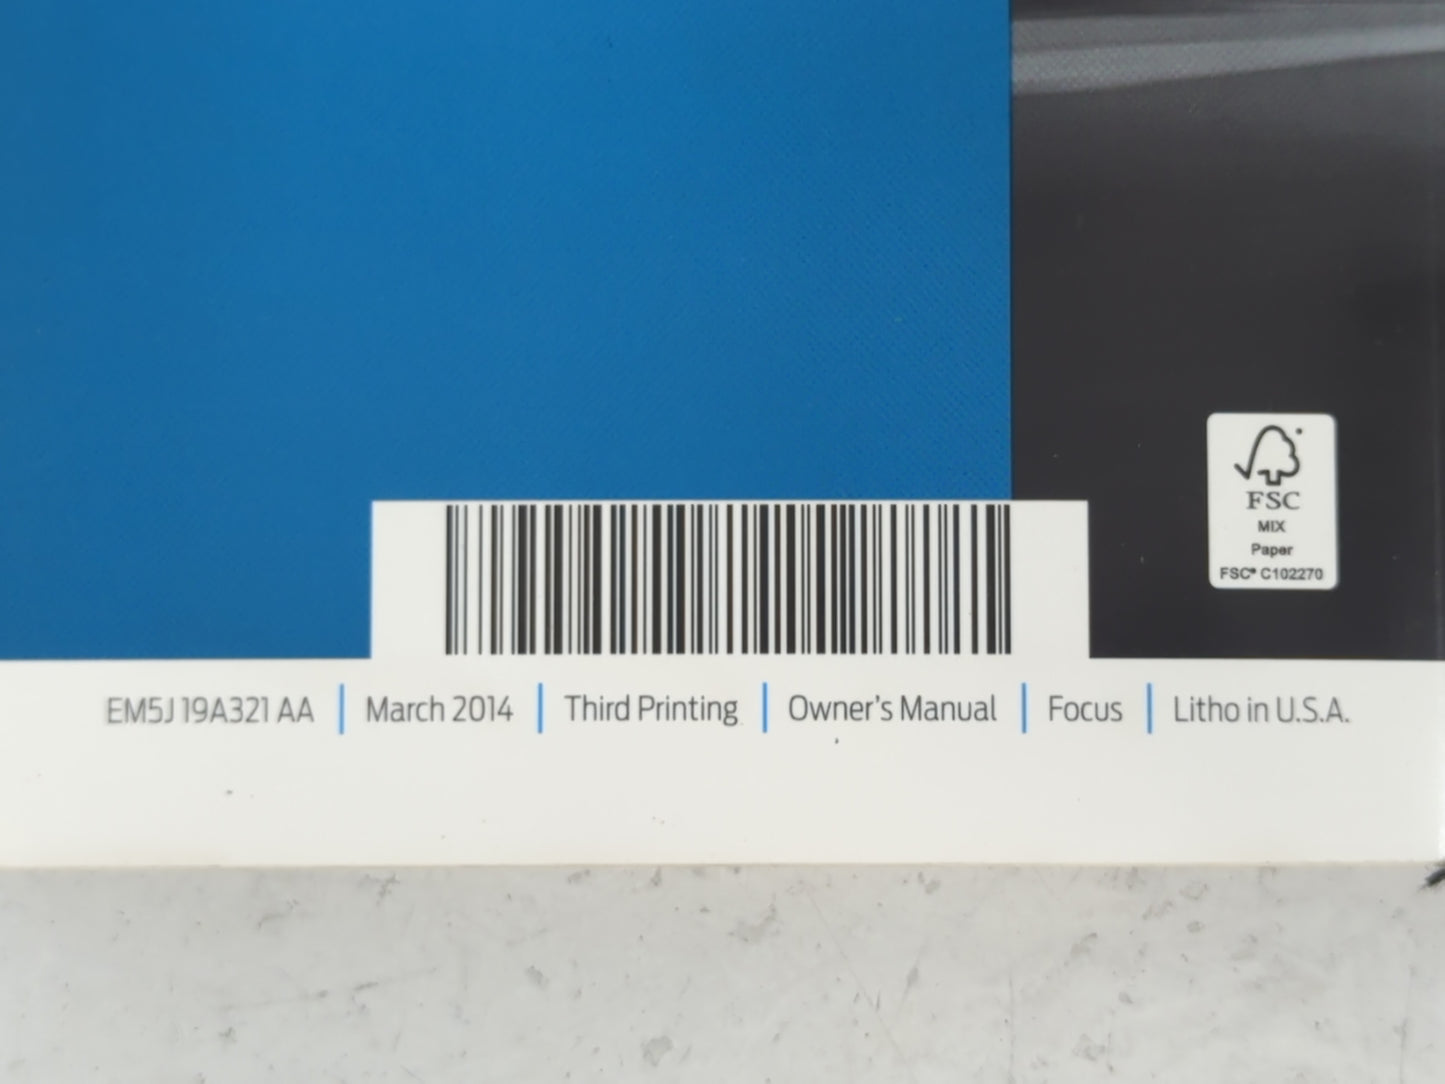 FSC
MIX
Paper
FSC® C102270
EM5J 19A321 AA | March 2014 | Third Printing | Owner's Manual | Focus | Litho in U.S.A.